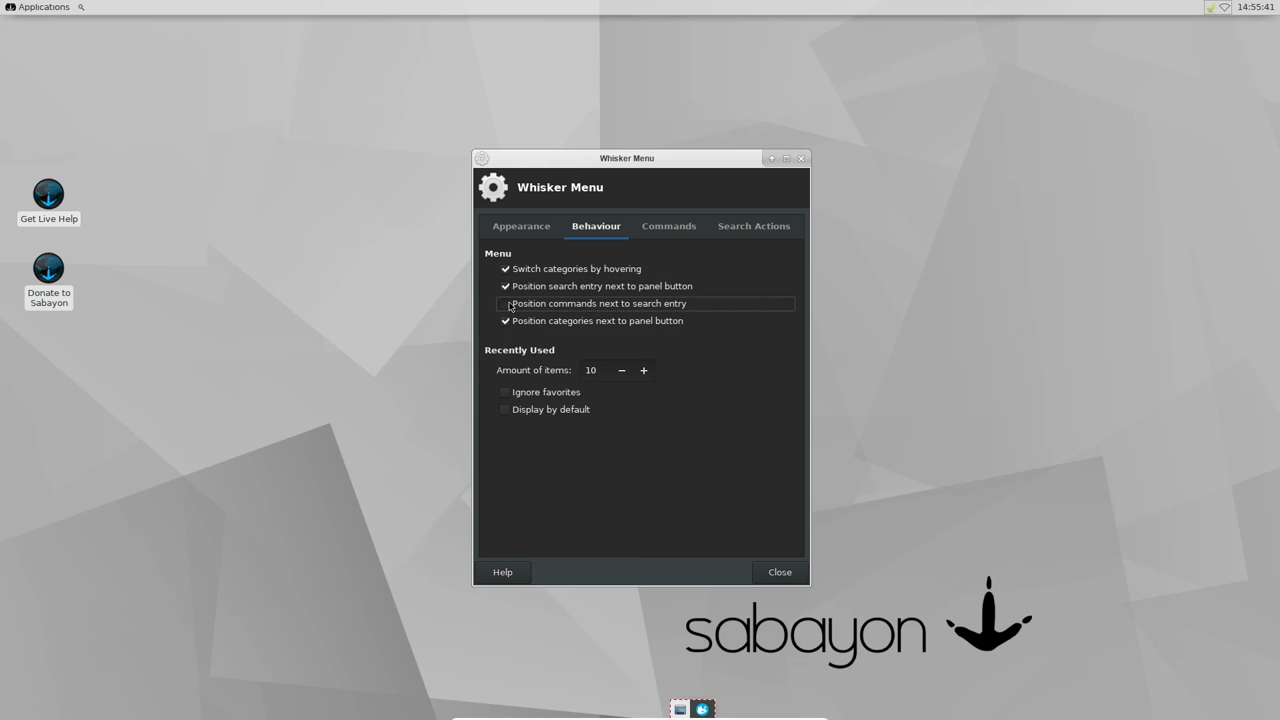 Applications
14:55:41
Whisker Menu
Whisker Menu
Appearance
Behaviour
Commands
Search Actions
Menu
Switch categories by hovering
Position search entry next to panel button
Position commands next to search entry
Position categories next to panel button
Recently Used
Amount of items: 10
Ignore favorites
Display by default
Help
Close
Get Live Help
Donate to
Sabayon
sabayon